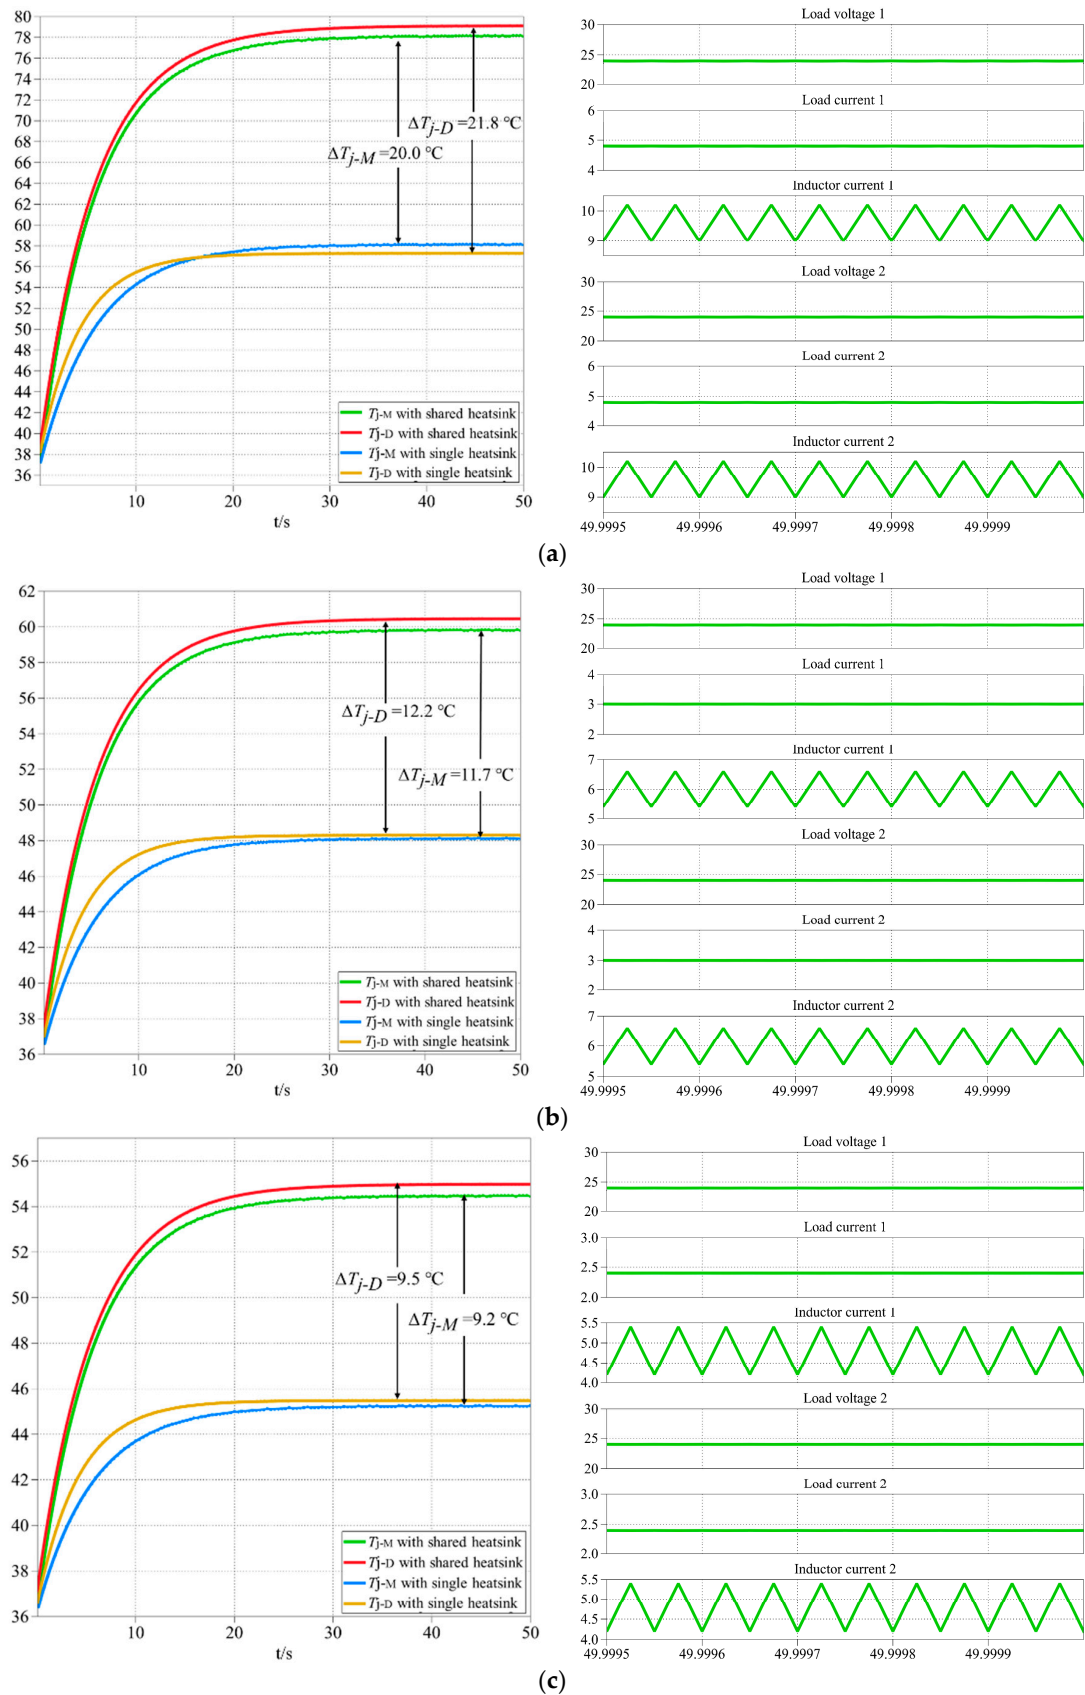 80
78
76
74
72
70
68
66
64
62
60
58
56
54
52
50
48
46
44
42
40
38
36
ΔTj-D =21.8 °C
ΔTj-M =20.0 °C
Tj-M with shared heatsink
Tj-D with shared heatsink
Tj-M with single heatsink
Tj-D with single heatsink
10 20 30 40 50
t/s
Load voltage 1
30
25
20
Load current 1
6
5
4
Inductor current 1
10
9
Load voltage 2
30
25
20
Load current 2
6
5
4
Inductor current 2
10
9
49.9995 49.9996 49.9997 49.9998 49.9999
(a)
62
60
58
56
54
52
50
48
46
44
42
40
38
36
ΔTj-D =12.2 °C
ΔTj-M =11.7 °C
Tj-M with shared heatsink
Tj-D with shared heatsink
Tj-M with single heatsink
Tj-D with single heatsink
10 20 30 40 50
t/s
Load voltage 1
30
25
20
Load current 1
4
3
2
Inductor current 1
7
6
5
Load voltage 2
30
25
20
Load current 2
4
3
2
Inductor current 2
7
6
5
49.9995 49.9996 49.9997 49.9998 49.9999
(b)
56
54
52
50
48
46
44
42
40
38
36
ΔTj-D =9.5 °C
ΔTj-M =9.2 °C
Tj-M with shared heatsink
Tj-D with shared heatsink
Tj-M with single heatsink
Tj-D with single heatsink
10 20 30 40 50
t/s
Load voltage 1
30
25
20
Load current 1
3.0
2.5
2.0
Inductor current 1
5.5
5.0
4.5
4.0
Load voltage 2
30
25
20
Load current 2
3.0
2.5
2.0
Inductor current 2
5.5
5.0
4.5
4.0
49.9995 49.9996 49.9997 49.9998 49.9999
(c)